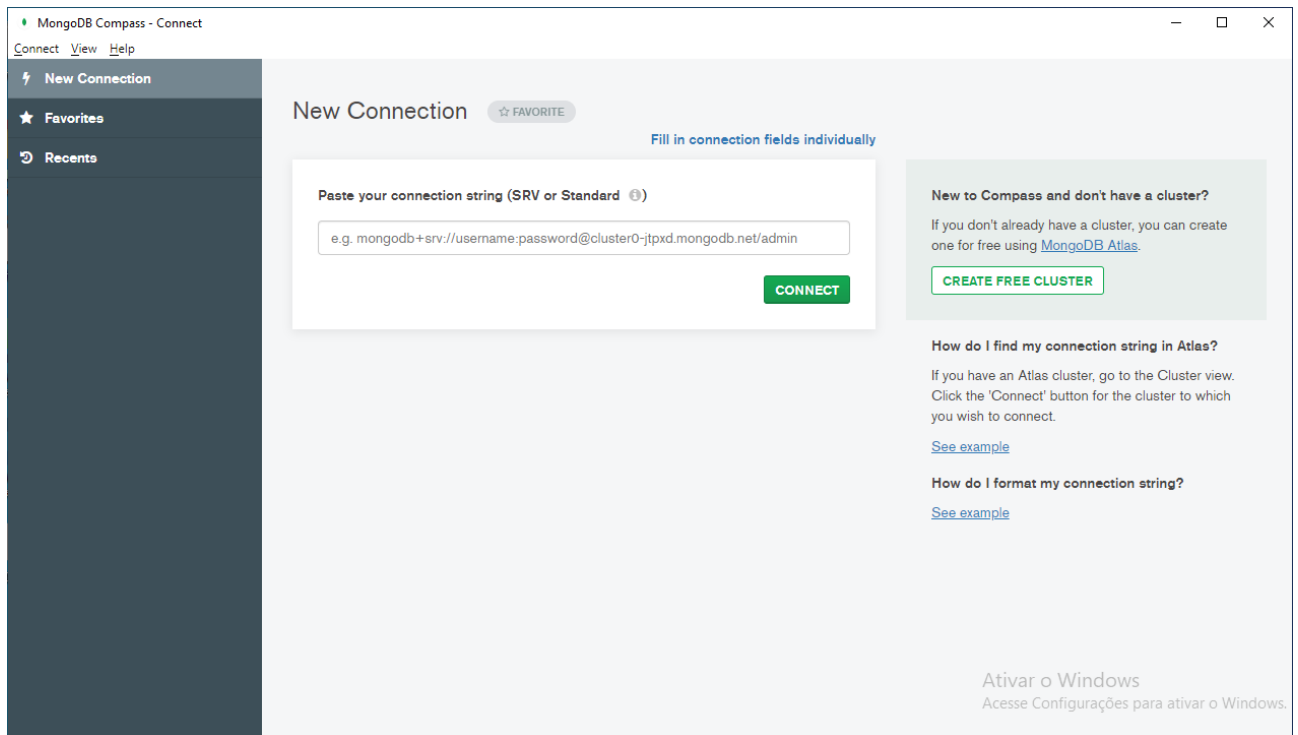 MongoDB Compass - Connect
Connect View Help
New Connection
Favorites
Recents
New Connection
FAVORITE
Fill in connection fields individually
Paste your connection string (SRV or Standard )
e.g. mongodb+srv://username:password@cluster0-jtpxd.mongodb.net/admin
CONNECT
New to Compass and don't have a cluster?
If you don't already have a cluster, you can create
one for free using MongoDB Atlas.
CREATE FREE CLUSTER
How do I find my connection string in Atlas?
If you have an Atlas cluster, go to the Cluster view.
Click the 'Connect' button for the cluster to which
you wish to connect.
See example
How do I format my connection string?
See example
Ativar o Windows
Acesse Configurações para ativar o Windows.